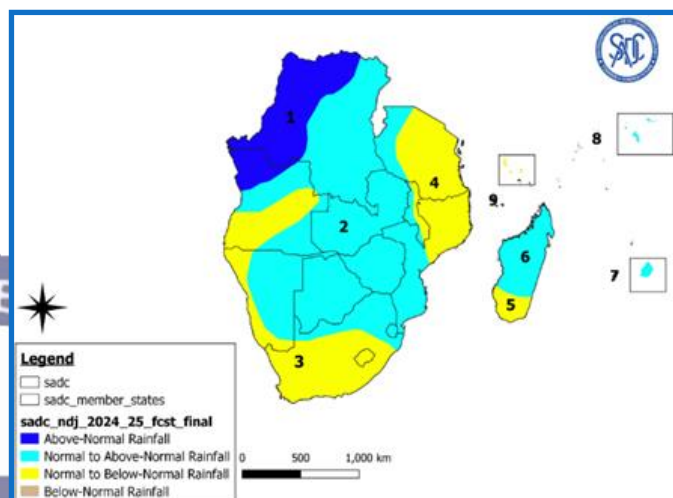 SADC
1
8
4
9
2
6
7
5
3
Legend
sadc
sadc_member_states
sadc_ndj_2024_25_fcst_final
Above-Normal Rainfall
Normal to Above-Normal Rainfall
Normal to Below-Normal Rainfall
Below-Normal Rainfall
0 500 1,000 km